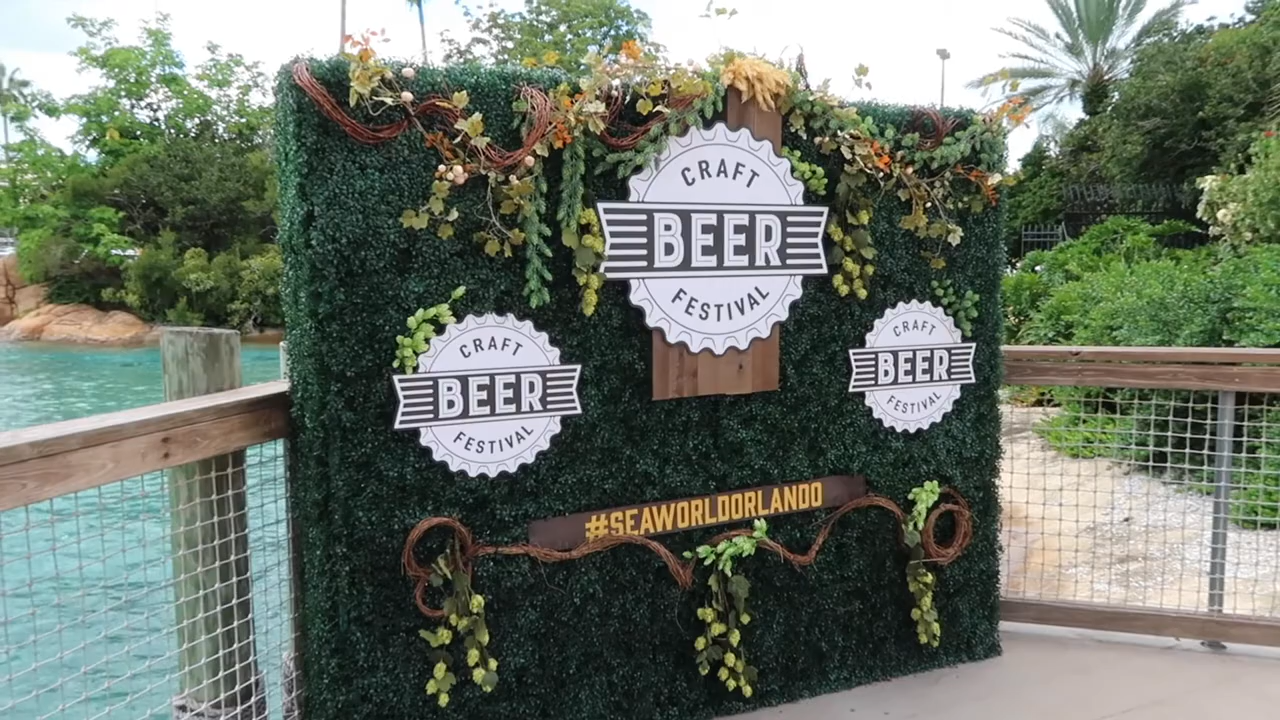 CRAFT
BEER
FESTIVAL
CRAFT
BEER
FESTIVAL
CRAFT
BEER
FESTIVAL
#SEAWORLDORLANDO